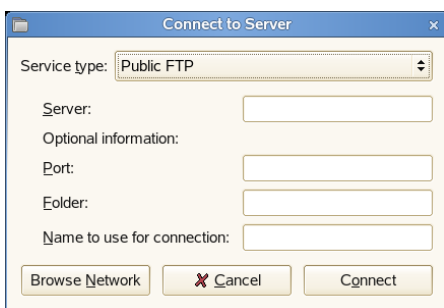 Connect to Server
Service type: Public FTP
Server:
Optional information:
Port:
Folder:
Name to use for connection:
Browse Network Cancel Connect